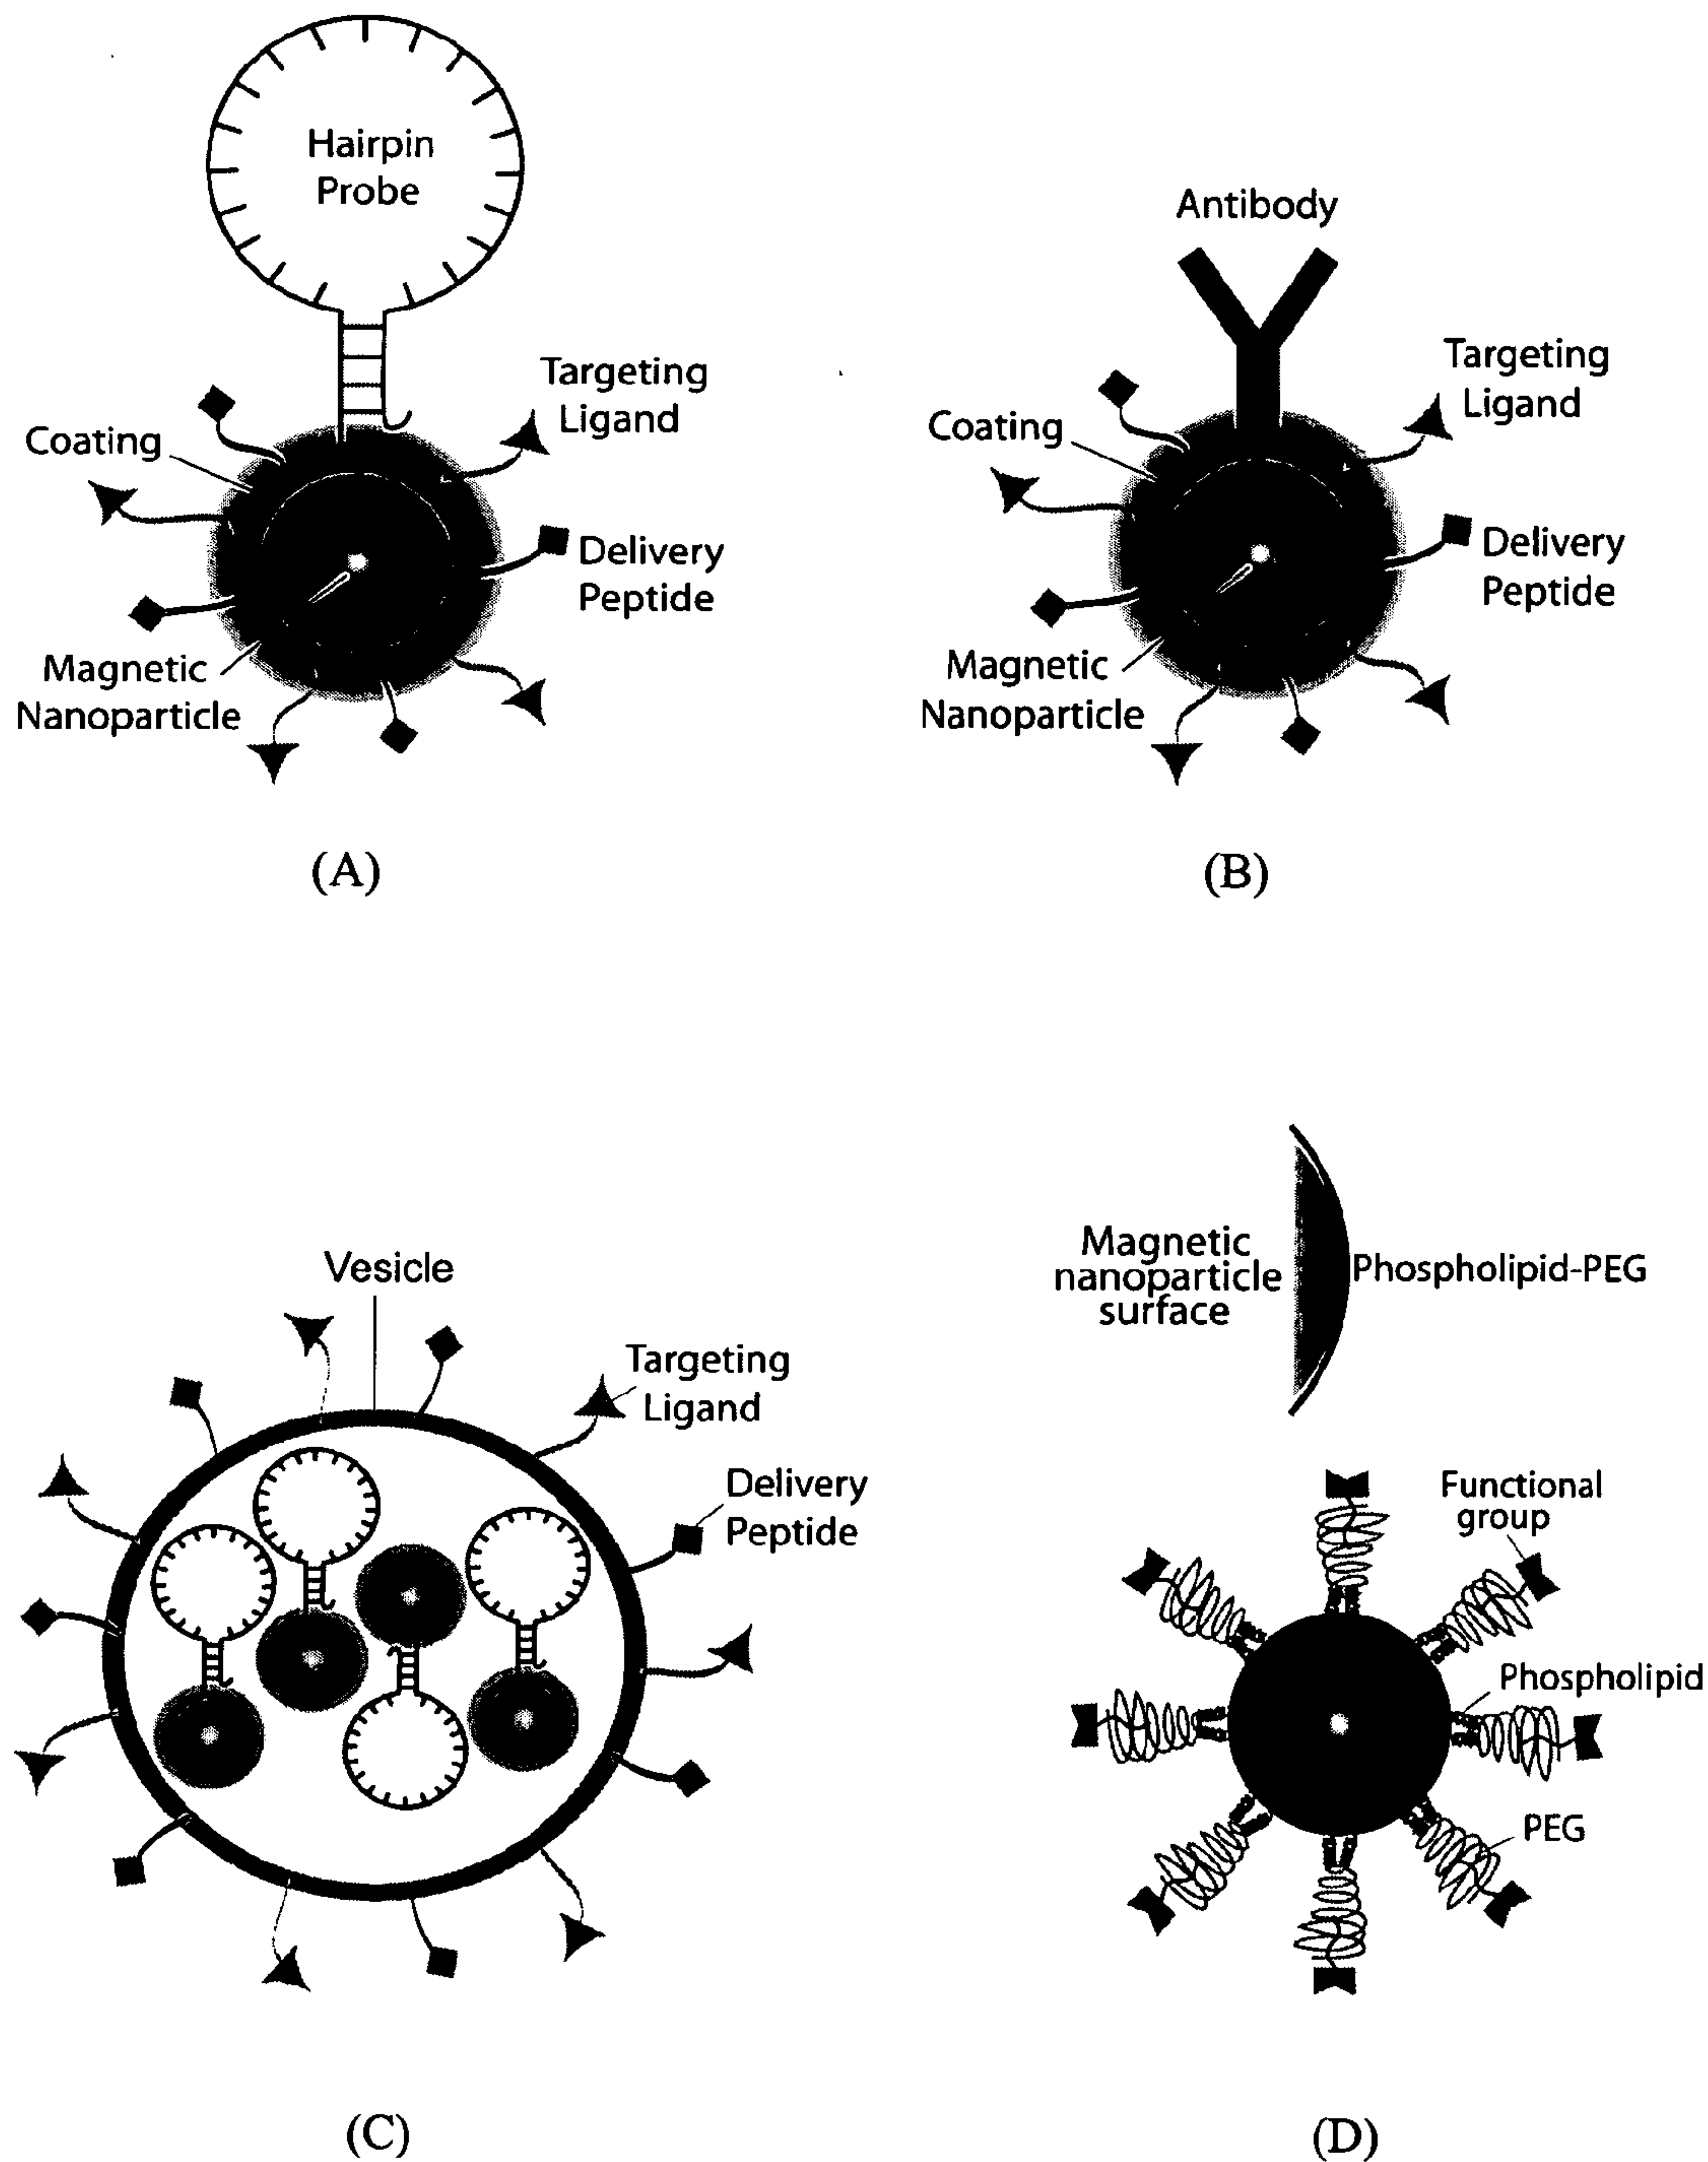 Hairpin
Probe
Targeting
Ligand
Coating
Delivery
Peptide
Magnetic
Nanoparticle
(A)
Antibody
Targeting
Ligand
Coating
Delivery
Peptide
Magnetic
Nanoparticle
(B)
Vesicle
Targeting
Ligand
Delivery
Peptide
(C)
Magnetic
nanoparticle
surface
Phospholipid-PEG
Functional
group
Phospholipid
PEG
(D)